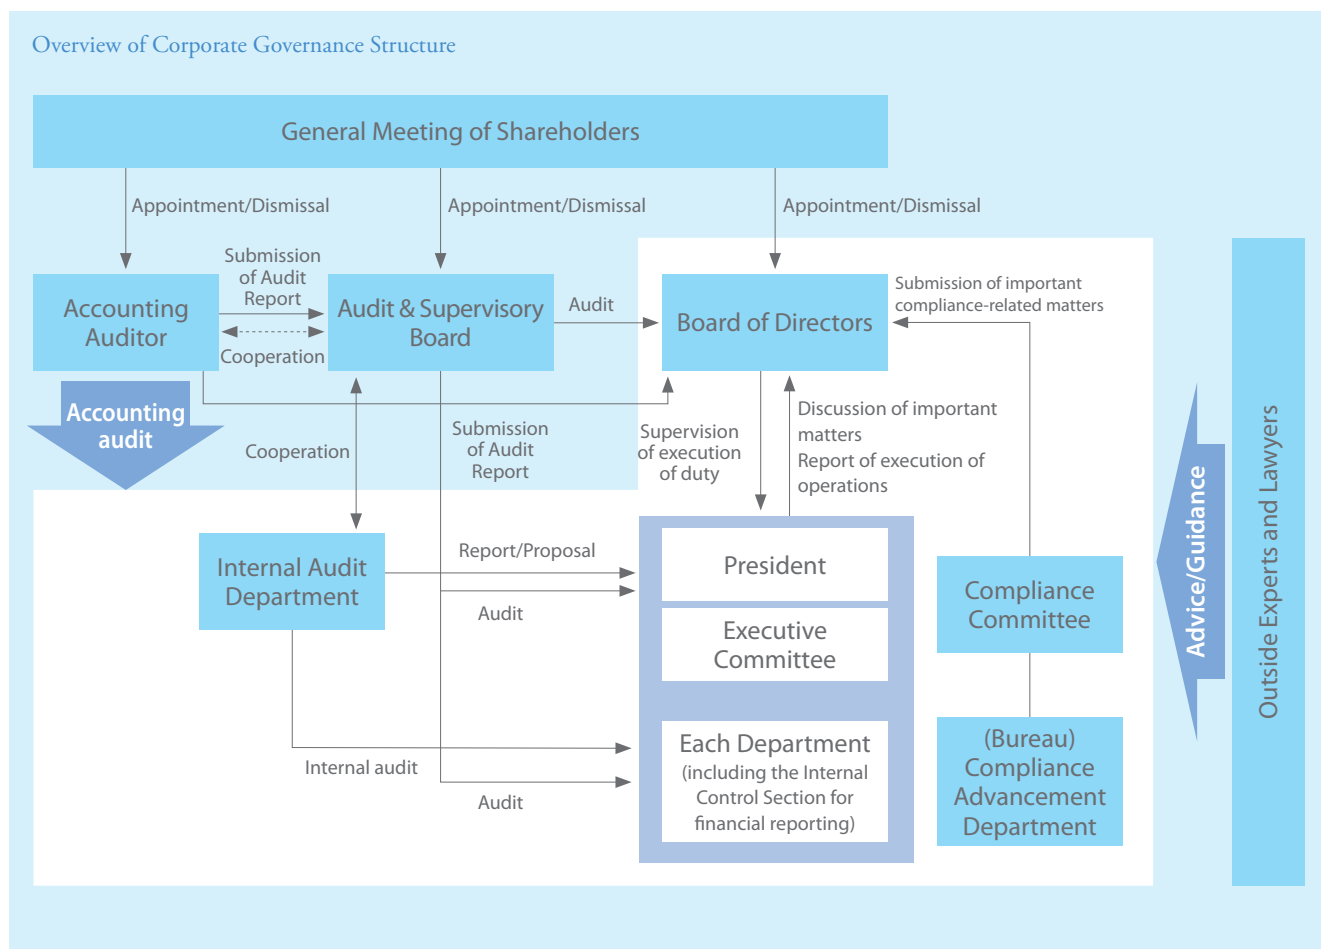 Overview of Corporate Governance Structure
General Meeting of Shareholders
Appointment/Dismissal
Appointment/Dismissal
Appointment/Dismissal
Accounting
Auditor
Submission
of Audit
Report
Cooperation
Audit & Supervisory
Board
Audit
Board of Directors
Submission of important
compliance-related matters
Accounting
audit
Cooperation
Submission
of Audit
Report
Supervision
of execution
of duty
Discussion of important
matters
Report of execution of
operations
Internal Audit
Department
Report/Proposal
Audit
President
Executive
Committee
Compliance
Committee
Internal audit
Audit
Each Department
(including the Internal
Control Section for
financial reporting)
(Bureau)
Compliance
Advancement
Department
Advice/Guidance
Outside Experts and Lawyers